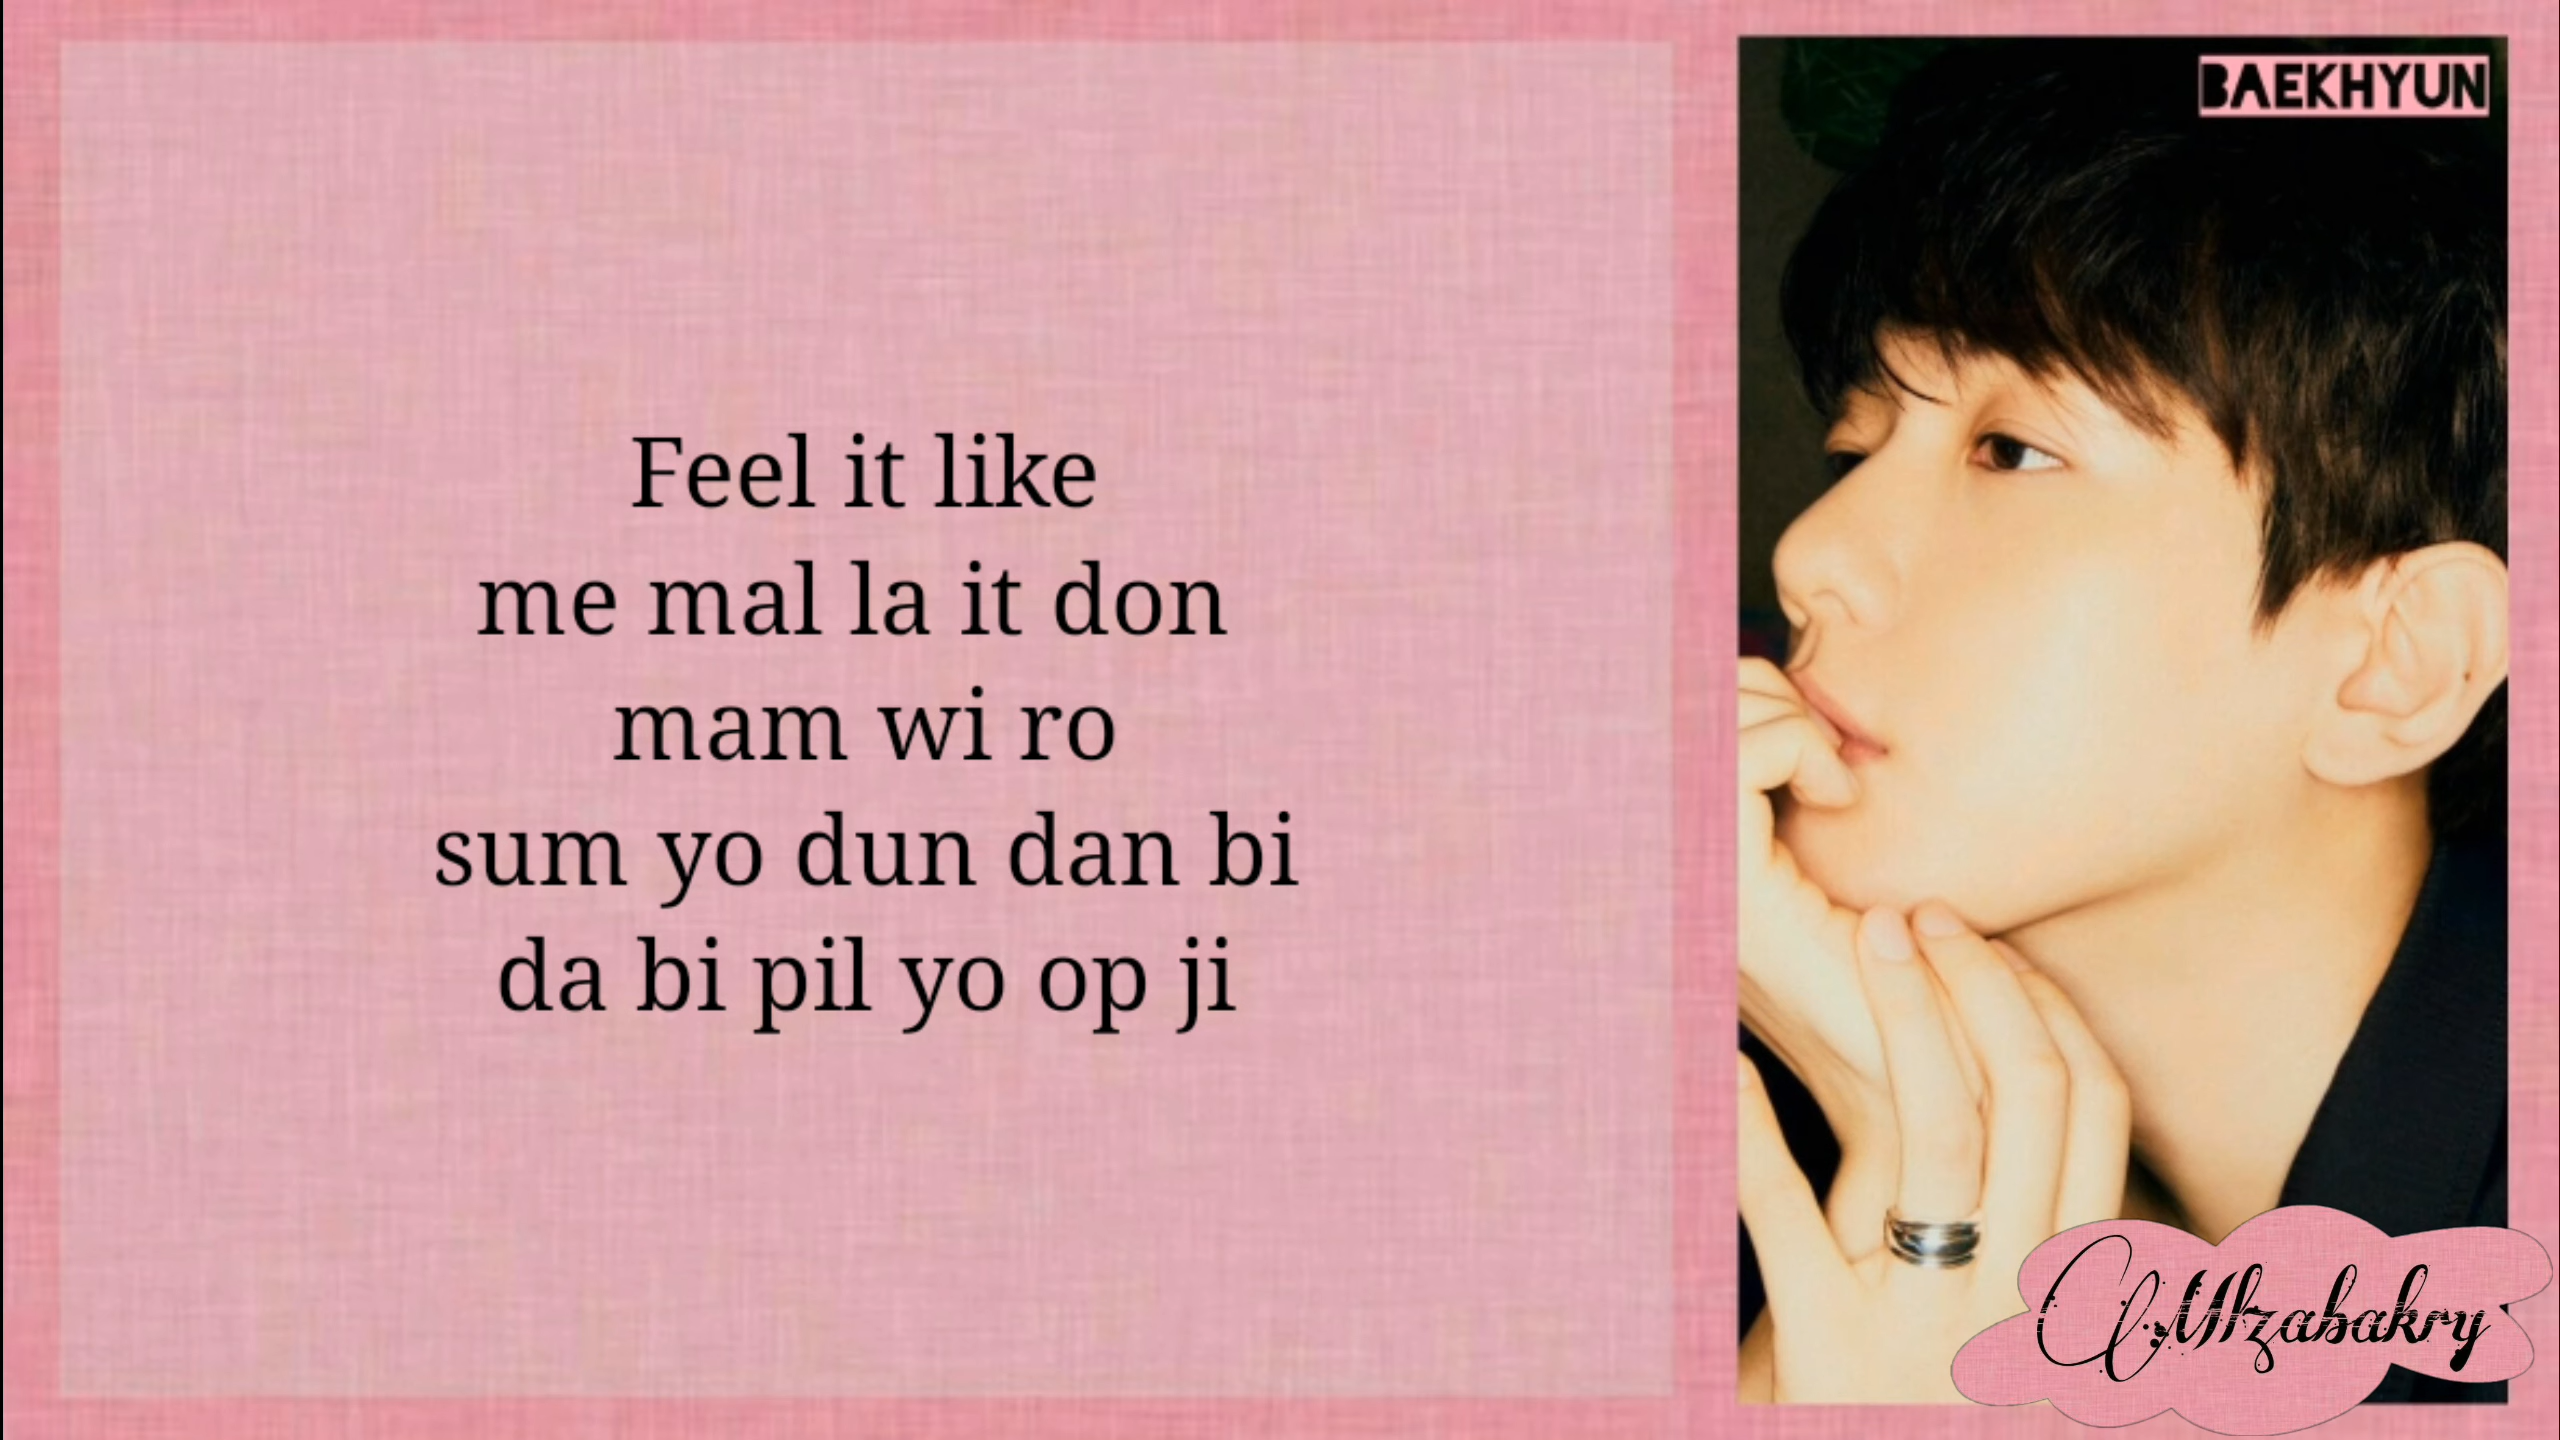 Feel it like
me mal la it don
mam wi ro
sum yo dun dan bi
da bi pil yo op ji
BAEKHYUN